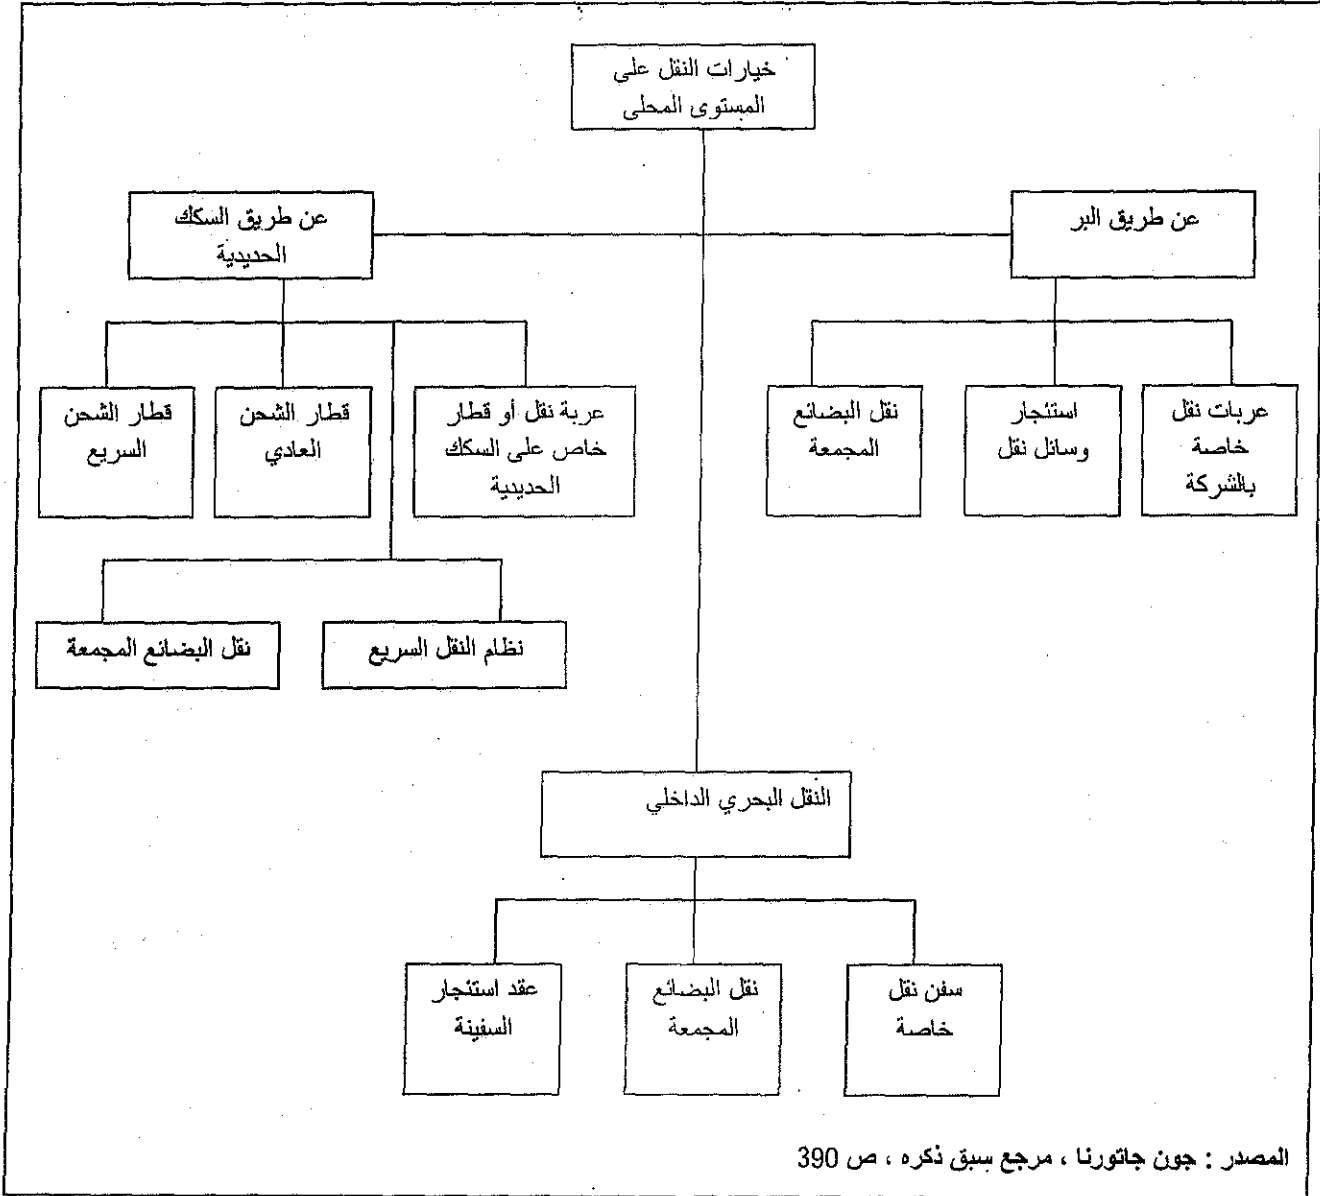 خيارات النقل على
المستوى المحلى
عن طريق البر
عن طريق السكك
الحديدية
عربات نقل
خاصة
بالشركة
استئجار
وسائل نقل
نقل البضائع
المجمعة
عربة نقل أو قطار
خاص على السكك
الحديدية
قطار الشحن
العادي
قطار الشحن
السريع
نظام النقل السريع
نقل البضائع المجمعة
النقل البحري الداخلي
سفن نقل
خاصة
نقل البضائع
المجمعة
عقد استئجار
السفينة
المصدر : جون جاتورنا ، مرجع سبق ذكره ، ص 390